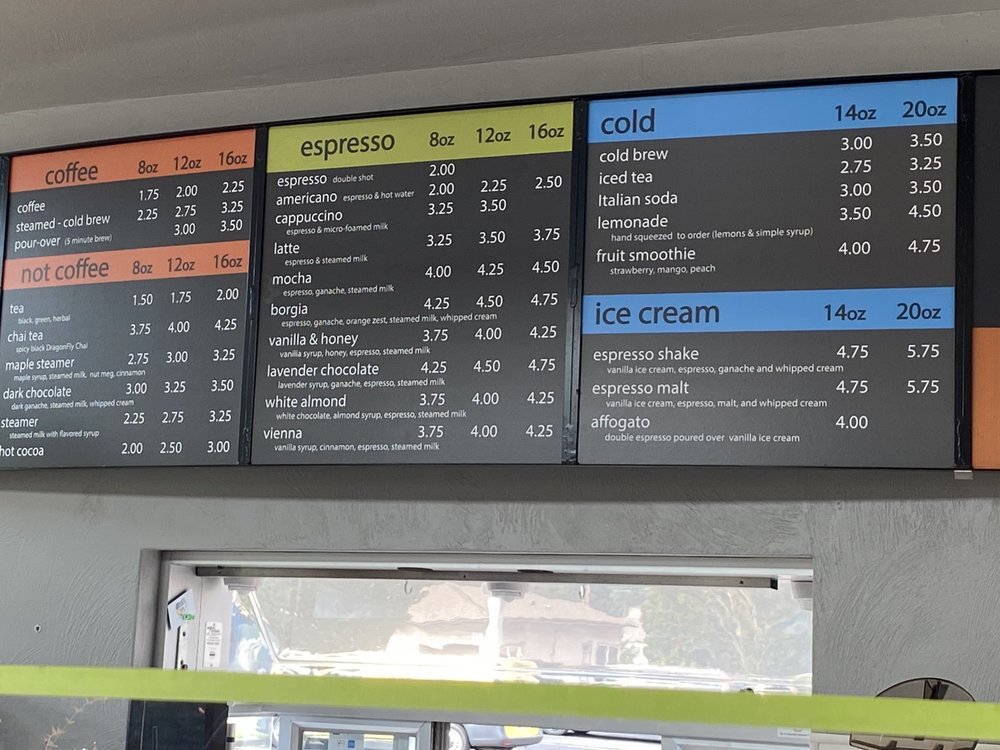 coffee 8oz 12oz 16oz
coffee 1.75 2.00 2.25
steamed - cold brew 2.25 2.75 3.25
pour-over (5 minute brew) 3.00 3.50
not coffee 8oz 12oz 16oz
tea 1.50 1.75 2.00
black, green, herbal
chai tea 3.75 4.00 4.25
spicy black DragonFly Chai
maple steamer 2.75 3.00 3.25
maple syrup, steamed milk, nut meg, cinnamon
dark chocolate 3.00 3.25 3.50
dark ganache, steamed milk, whipped cream
steamer 2.25 2.75 3.25
steamed milk with flavored syrup
hot cocoa 2.00 2.50 3.00
espresso 8oz 12oz 16oz
espresso double shot 2.00
americano espresso & hot water 2.00 2.25 2.50
cappuccino 3.25 3.50
espresso & micro-foamed milk
latte 3.25 3.50 3.75
espresso & steamed milk
mocha 4.00 4.25 4.50
espresso, ganache, steamed milk
borgia 4.25 4.50 4.75
espresso, ganache, orange zest, steamed milk, whipped cream
vanilla & honey 3.75 4.00 4.25
vanilla syrup, honey, espresso, steamed milk
lavender chocolate 4.25 4.50 4.75
lavender syrup, ganache, espresso, steamed milk
white almond 3.75 4.00 4.25
white chocolate, almond syrup, espresso, steamed milk
vienna 3.75 4.00 4.25
vanilla syrup, cinnamon, espresso, steamed milk
cold 14oz 20oz
cold brew 3.00 3.50
iced tea 2.75 3.25
Italian soda 3.00 3.50
lemonade 3.50 4.50
hand squeezed to order (lemons & simple syrup)
fruit smoothie 4.00 4.75
strawberry, mango, peach
ice cream 14oz 20oz
espresso shake 4.75 5.75
vanilla ice cream, espresso, ganache and whipped cream
espresso malt 4.75 5.75
vanilla ice cream, espresso, malt, and whipped cream
affogato 4.00
double espresso poured over vanilla ice cream